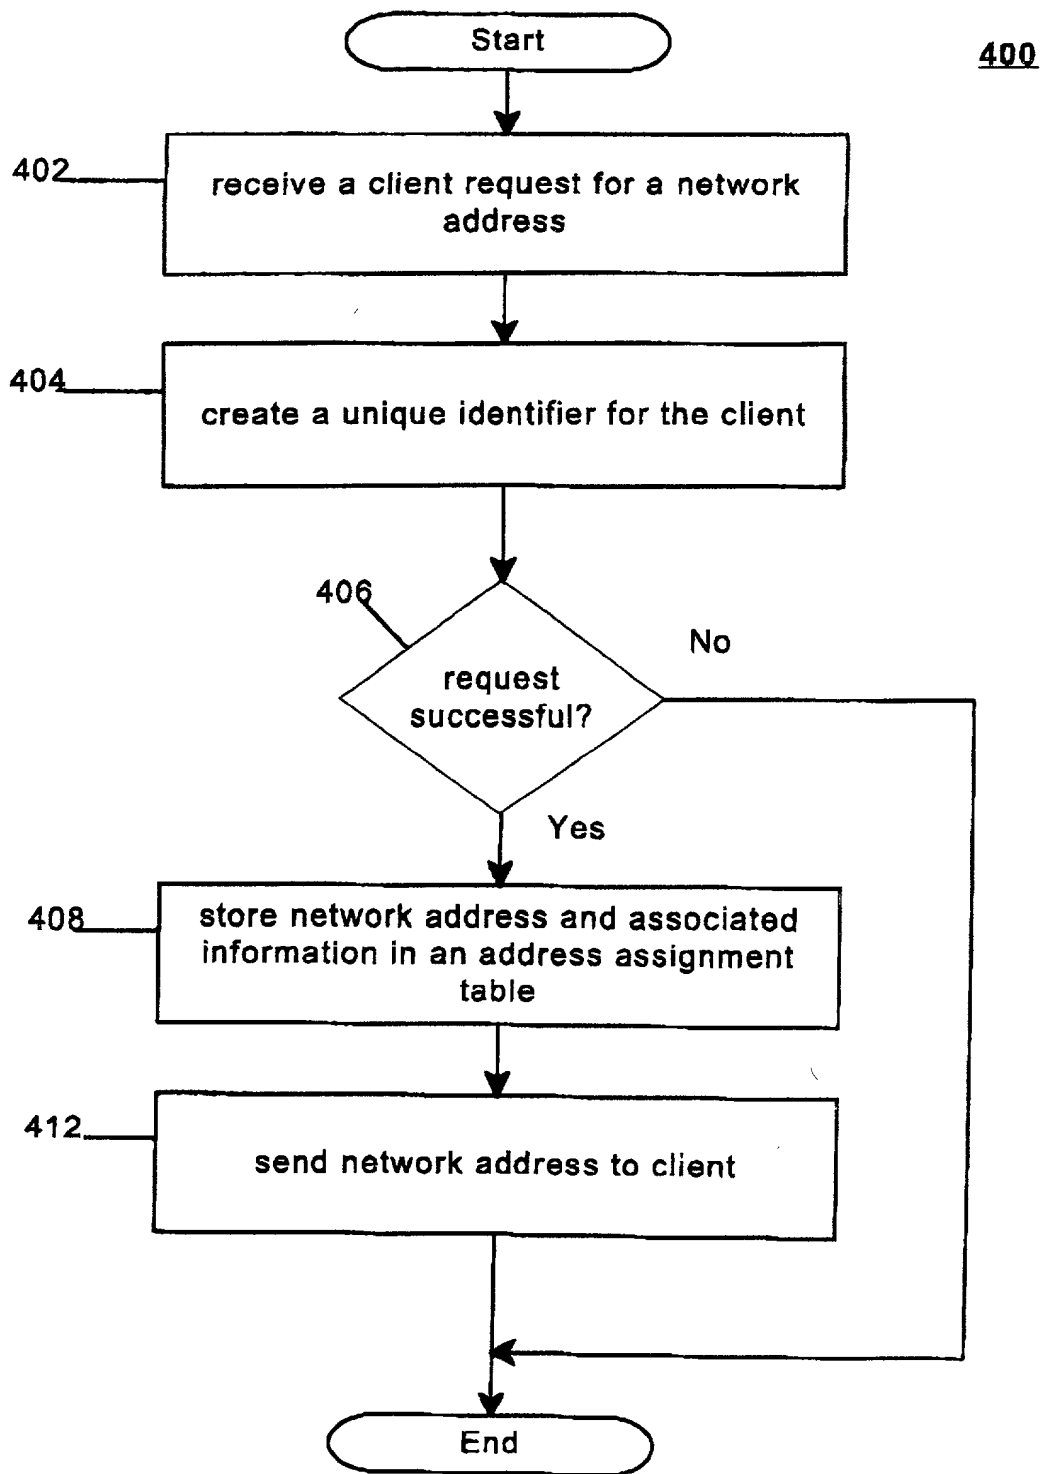 Start
400
402
receive a client request for a network
address
404
create a unique identifier for the client
406
No
request
successful?
Yes
408
store network address and associated
information in an address assignment
table
412
send network address to client
End